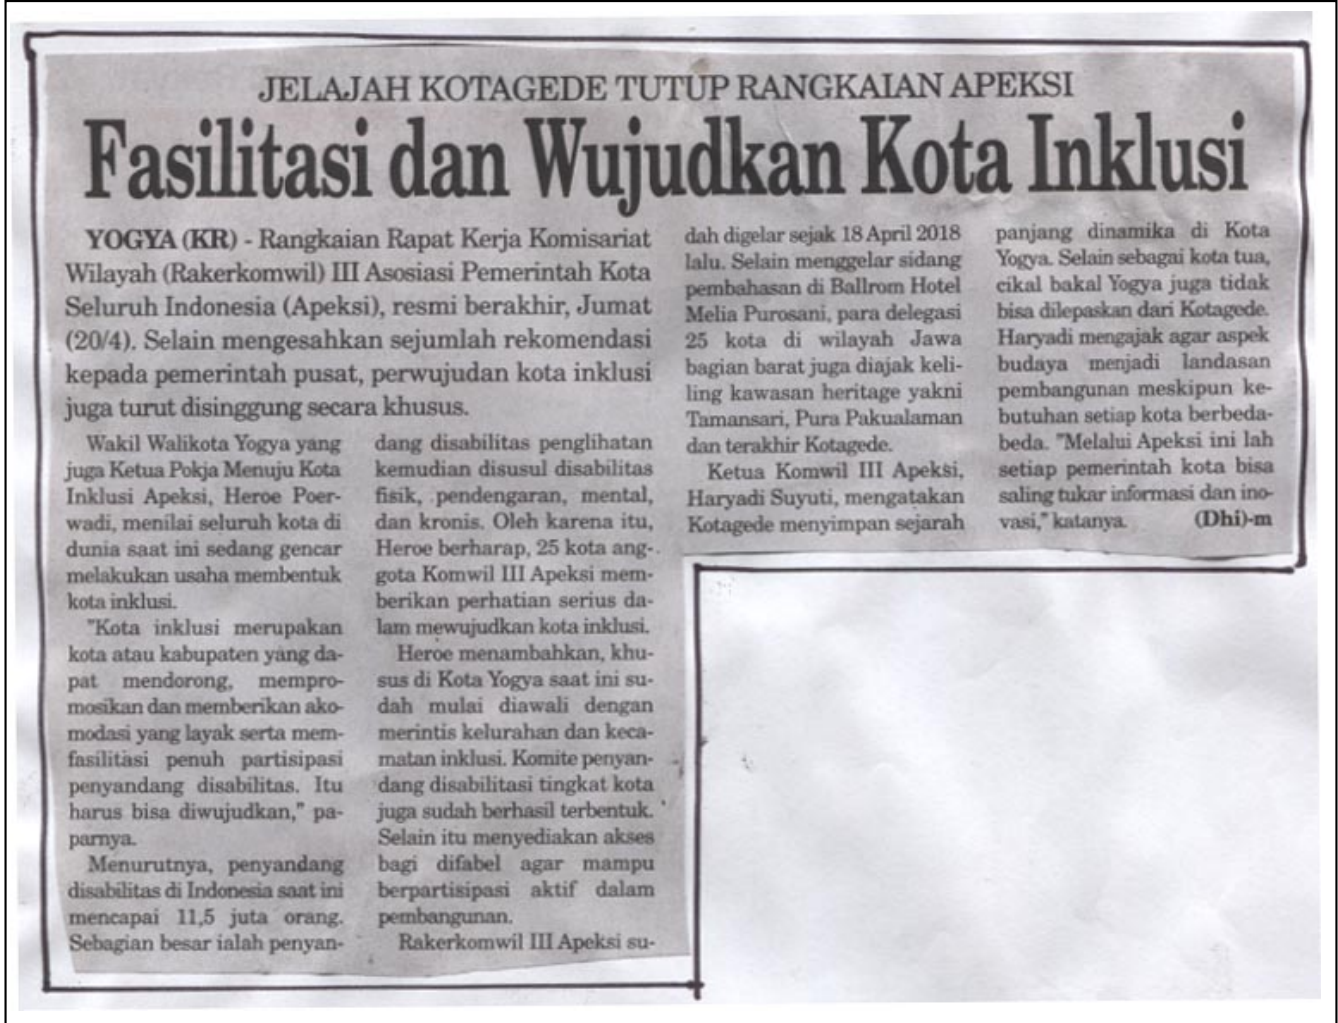 JELAJAH KOTAGEDE TUTUP RANGKAIAN APEKSI
Fasilitasi dan Wujudkan Kota Inklusi
YOGYA (KR) - Rangkaian Rapat Kerja Komisariat
Wilayah (Rakerkomwil) III Asosiasi Pemerintah Kota
Seluruh Indonesia (Apeksi), resmi berakhir, Jumat
(20/4). Selain mengesahkan sejumlah rekomendasi
kepada pemerintah pusat, perwujudan kota inklusi
juga turut disinggung secara khusus.
Wakil Walikota Yogya yang
juga Ketua Pokja Menuju Kota
Inklusi Apeksi, Heroe Poer-
wadi, menilai seluruh kota di
dunia saat ini sedang gencar
melakukan usaha membentuk
kota inklusi.
"Kota inklusi merupakan
kota atau kabupaten yang da-
pat mendorong, mempro-
mosikan dan memberikan ako-
modasi yang layak serta mem-
fasilitasi penuh partisipasi
penyandang disabilitas. Itu
harus bisa diwujudkan," pa-
parnya.
Menurutnya, penyandang
disabilitas di Indonesia saat ini
mencapai 11,5 juta orang.
Sebagian besar ialah penyan-
dang disabilitas penglihatan
kemudian disusul disabilitas
fisik, pendengaran, mental,
dan kronis. Oleh karena itu,
Heroe berharap, 25 kota ang-
gota Komwil III Apeksi mem-
berikan perhatian serius da-
lam mewujudkan kota inklusi.
Heroe menambahkan, khu-
sus di Kota Yogya saat ini su-
dah mulai diawali dengan
merintis kelurahan dan keca-
matan inklusi. Komite penyan-
dang disabilitasi tingkat kota
juga sudah berhasil terbentuk.
Selain itu menyediakan akses
bagi difabel agar mampu
berpartisipasi aktif dalam
pembangunan.
Rakerkomwil III Apeksi su-
dah digelar sejak 18 April 2018
lalu. Selain menggelar sidang
pembahasan di Ballrom Hotel
Melia Purosani, para delegasi
25 kota di wilayah Jawa
bagian barat juga diajak keli-
ling kawasan heritage yakni
Tamansari, Pura Pakualaman
dan terakhir Kotagede.
Ketua Komwil III Apeksi,
Haryadi Suyuti, mengatakan
Kotagede menyimpan sejarah
panjang dinamika di Kota
Yogya. Selain sebagai kota tua,
cikal bakal Yogya juga tidak
bisa dilepaskan dari Kotagede.
Haryadi mengajak agar aspek
budaya menjadi landasan
pembangunan meskipun ke-
butuhan setiap kota berbeda-
beda. "Melalui Apeksi ini lah
setiap pemerintah kota bisa
saling tukar informasi dan ino-
vasi," katanya. (Dhi)-m